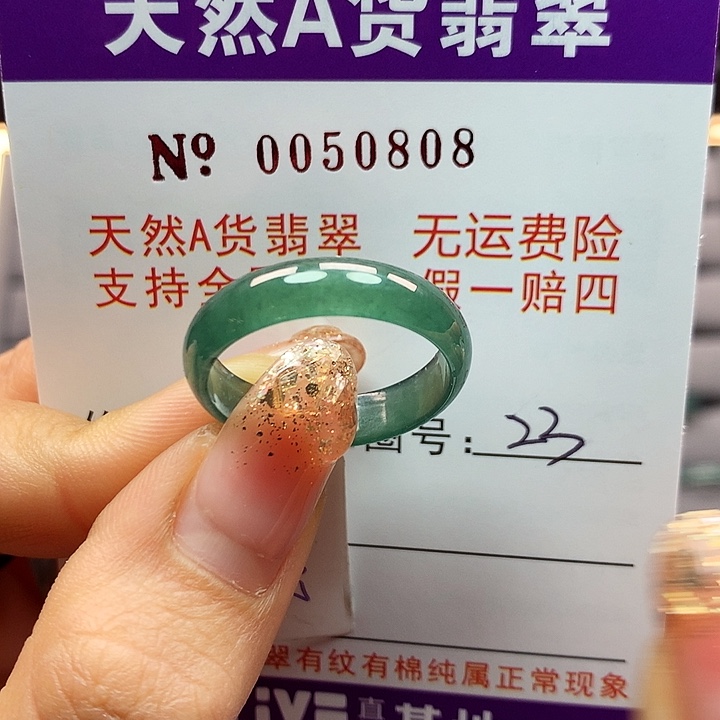 天然A货翡翠
Nº 0050808
天然A货翡翠 无运费险
支持全 假一赔四
圈号: 23
翠有纹有棉纯属正常现象
直